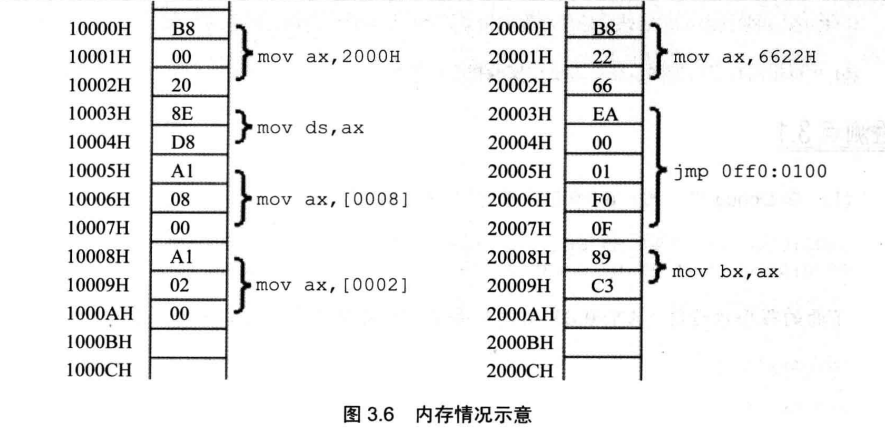 10000H B8 mov ax,2000H
10001H 00
10002H 20
10003H 8E mov ds,ax
10004H D8
10005H A1 mov ax,[0008]
10006H 08
10007H 00
10008H A1 mov ax,[0002]
10009H 02
1000AH 00
1000BH
1000CH
20000H B8 mov ax,6622H
20001H 22
20002H 66
20003H EA jmp 0ff0:0100
20004H 00
20005H 01
20006H F0
20007H 0F
20008H 89 mov bx,ax
20009H C3
2000AH
2000BH
2000CH
图 3.6 内存情况示意